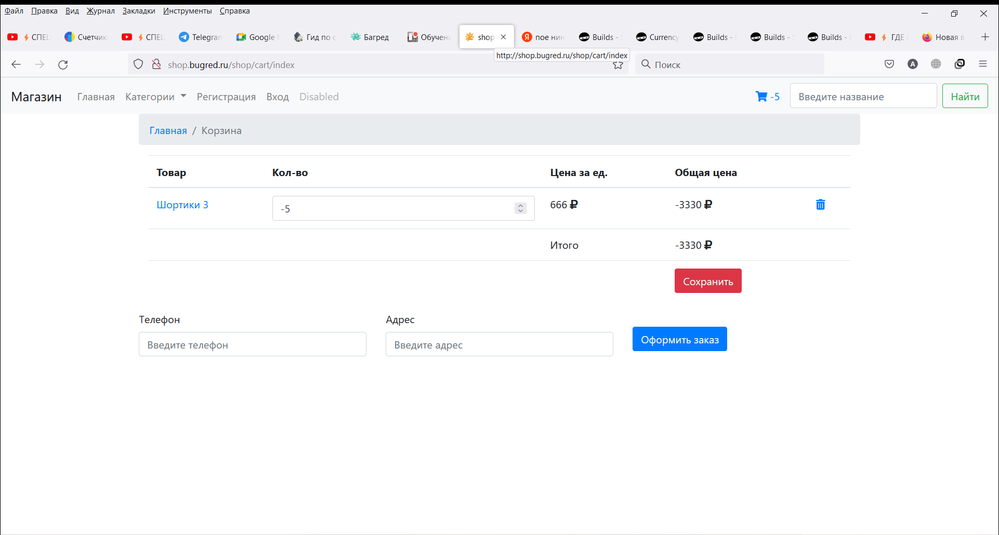 Файл Правка Вид Журнал Закладки Инструменты Справка
СПЕЦ Счетчик СПЕЦ Telegram Google Гид по Багред Обучен shop пое нин Builds - Currency Builds - Builds - Builds - ГДЕ Новая в
http://shop.bugred.ru/shop/cart/index
shop.bugred.ru/shop/cart/index Поиск A
Магазин Главная Категории Регистрация Вход Disabled -5 Введите название Найти
Главная / Корзина
Товар Кол-во Цена за ед. Общая цена
Шортики 3 -5 666 ₽ -3330 ₽
Итого -3330 ₽
Сохранить
Телефон Адрес
Введите телефон Введите адрес Оформить заказ